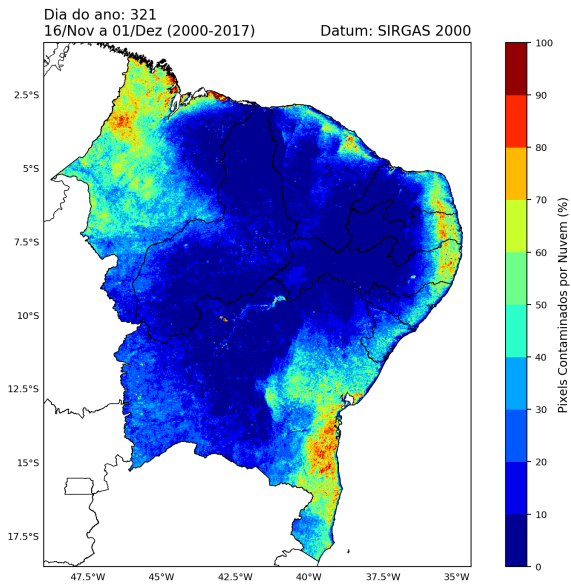 Dia do ano: 321
16/Nov a 01/Dez (2000-2017)
Datum: SIRGAS 2000
2.5°S
5°S
7.5°S
10°S
12.5°S
15°S
17.5°S
47.5°W
45°W
42.5°W
40°W
37.5°W
35°W
100
90
80
70
60
50
40
30
20
10
0
Pixels Contaminados por Nuvem (%)